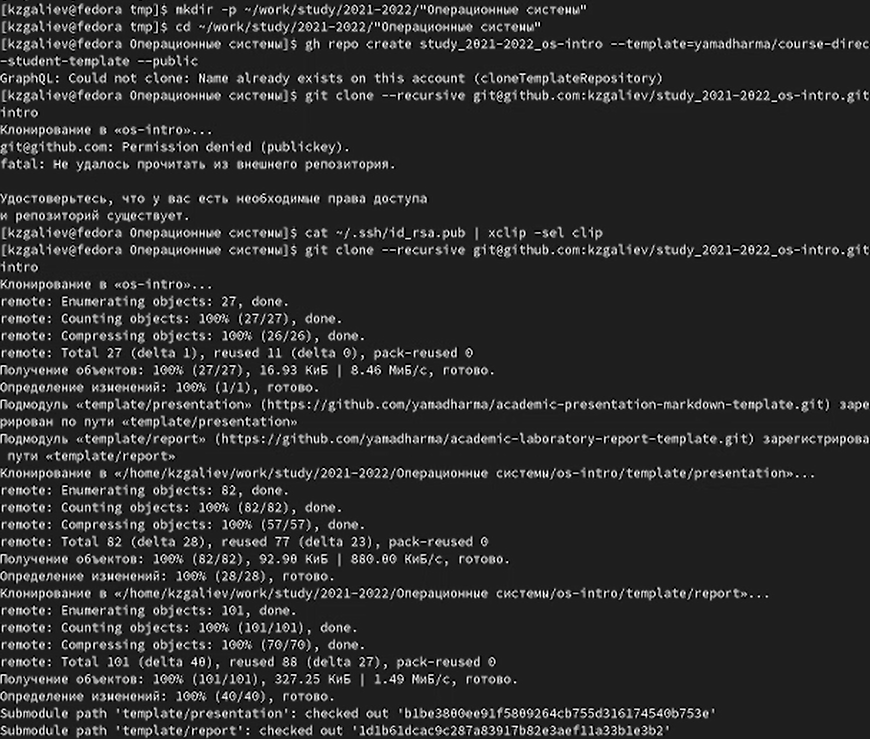 [kzgaliev@fedora tmp]$ mkdir -p ~/work/study/2021-2022/"Операционные системы"
[kzgaliev@fedora tmp]$ cd ~/work/study/2021-2022/"Операционные системы"
[kzgaliev@fedora Операционные системы]$ gh repo create study_2021-2022_os-intro --template=yamadharma/course-direc
-student-template --public
GraphQL: Could not clone: Name already exists on this account (cloneTemplateRepository)
[kzgaliev@fedora Операционные системы]$ git clone --recursive git@github.com:kzgaliev/study_2021-2022_os-intro.git
intro
Клонирование в «os-intro»...
git@github.com: Permission denied (publickey).
fatal: Не удалось прочитать из внешнего репозитория.
Удостоверьтесь, что у вас есть необходимые права доступа
и репозиторий существует.
[kzgaliev@fedora Операционные системы]$ cat ~/.ssh/id_rsa.pub | xclip -sel clip
[kzgaliev@fedora Операционные системы]$ git clone --recursive git@github.com:kzgaliev/study_2021-2022_os-intro.git
intro
Клонирование в «os-intro»...
remote: Enumerating objects: 27, done.
remote: Counting objects: 100% (27/27), done.
remote: Compressing objects: 100% (26/26), done.
remote: Total 27 (delta 1), reused 11 (delta 0), pack-reused 0
Получение объектов: 100% (27/27), 16.93 КиБ | 8.46 МиБ/с, готово.
Определение изменений: 100% (1/1), готово.
Подмодуль «template/presentation» (https://github.com/yamadharma/academic-presentation-markdown-template.git) заре
рирован по пути «template/presentation»
Подмодуль «template/report» (https://github.com/yamadharma/academic-laboratory-report-template.git) зарегистрирова
пути «template/report»
Клонирование в «/home/kzgaliev/work/study/2021-2022/Операционные системы/os-intro/template/presentation»...
remote: Enumerating objects: 82, done.
remote: Counting objects: 100% (82/82), done.
remote: Compressing objects: 100% (57/57), done.
remote: Total 82 (delta 28), reused 77 (delta 23), pack-reused 0
Получение объектов: 100% (82/82), 92.90 КиБ | 880.00 КиБ/с, готово.
Определение изменений: 100% (28/28), готово.
Клонирование в «/home/kzgaliev/work/study/2021-2022/Операционные системы/os-intro/template/report»...
remote: Enumerating objects: 101, done.
remote: Counting objects: 100% (101/101), done.
remote: Compressing objects: 100% (70/70), done.
remote: Total 101 (delta 40), reused 88 (delta 27), pack-reused 0
Получение объектов: 100% (101/101), 327.25 КиБ | 1.49 МиБ/с, готово.
Определение изменений: 100% (40/40), готово.
Submodule path 'template/presentation': checked out 'b1be3800ee91f5809264cb755d316174540b753e'
Submodule path 'template/report': checked out '1d1b61dcac9c287a83917b82e3aef11a33b1e3b2'